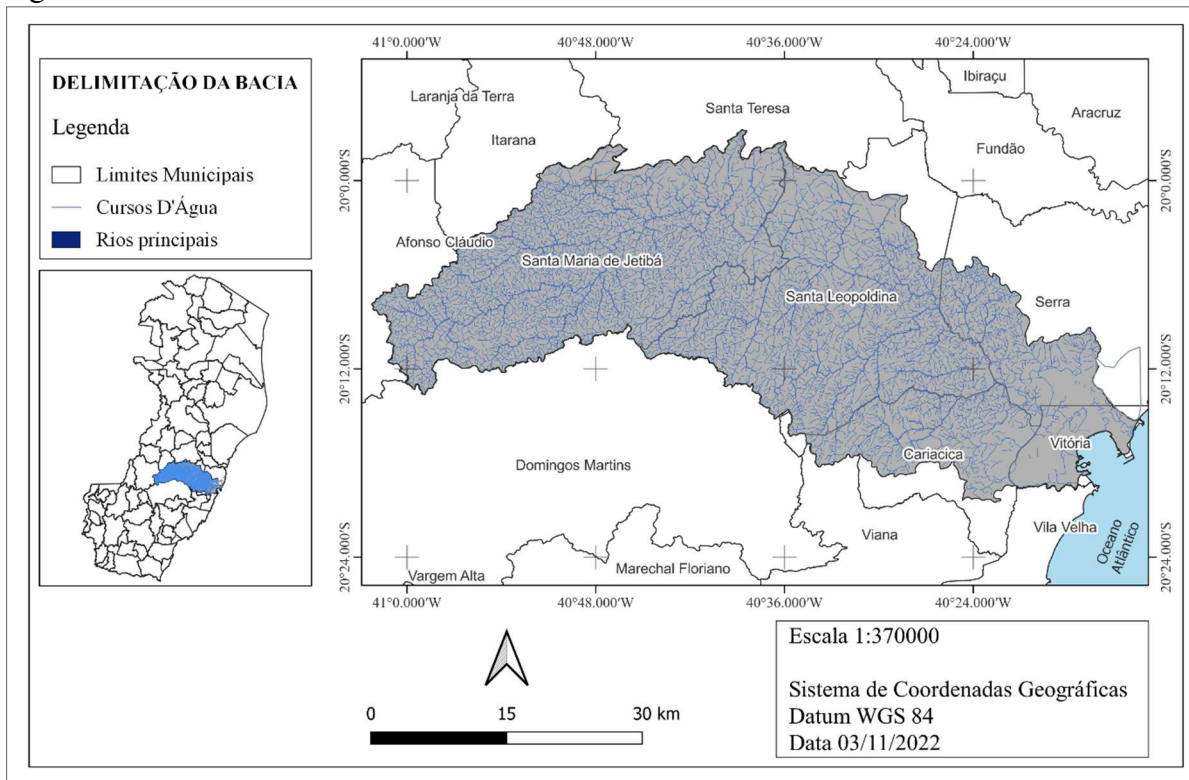 DELIMITAÇÃO DA BACIA
Legenda
Limites Municipais
Cursos D'Água
Rios principais
41°0.000'W 40°48.000'W 40°36.000'W 40°24.000'W
20°0.000'S
20°12.000'S
20°24.000'S
Laranja da Terra
Itarana
Santa Teresa
Ibiraçu
Aracruz
Fundão
Afonso Cláudio
Santa Maria de Jetibá
Santa Leopoldina
Serra
Domingos Martins
Cariacica
Vitória
Viana
Vila Velha
Oceano
Atlântico
Vargem Alta
Marechal Floriano
20°0.000'S
20°12.000'S
20°24.000'S
41°0.000'W 40°48.000'W 40°36.000'W 40°24.000'W
0 15 30 km
Escala 1:370000
Sistema de Coordenadas Geográficas
Datum WGS 84
Data 03/11/2022